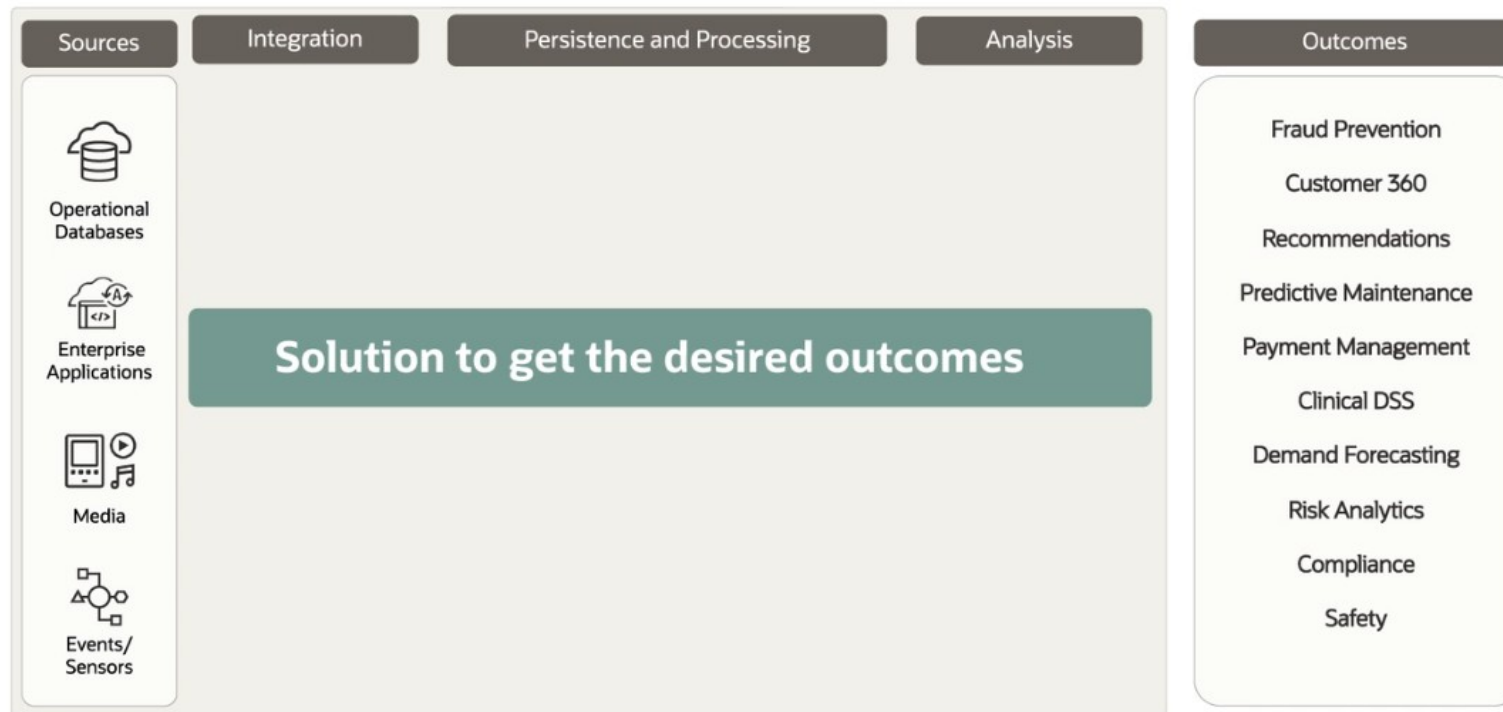 Sources
Integration
Persistence and Processing
Analysis
Outcomes
Operational
Databases
Enterprise
Applications
Media
Events/
Sensors
Solution to get the desired outcomes
Fraud Prevention
Customer 360
Recommendations
Predictive Maintenance
Payment Management
Clinical DSS
Demand Forecasting
Risk Analytics
Compliance
Safety